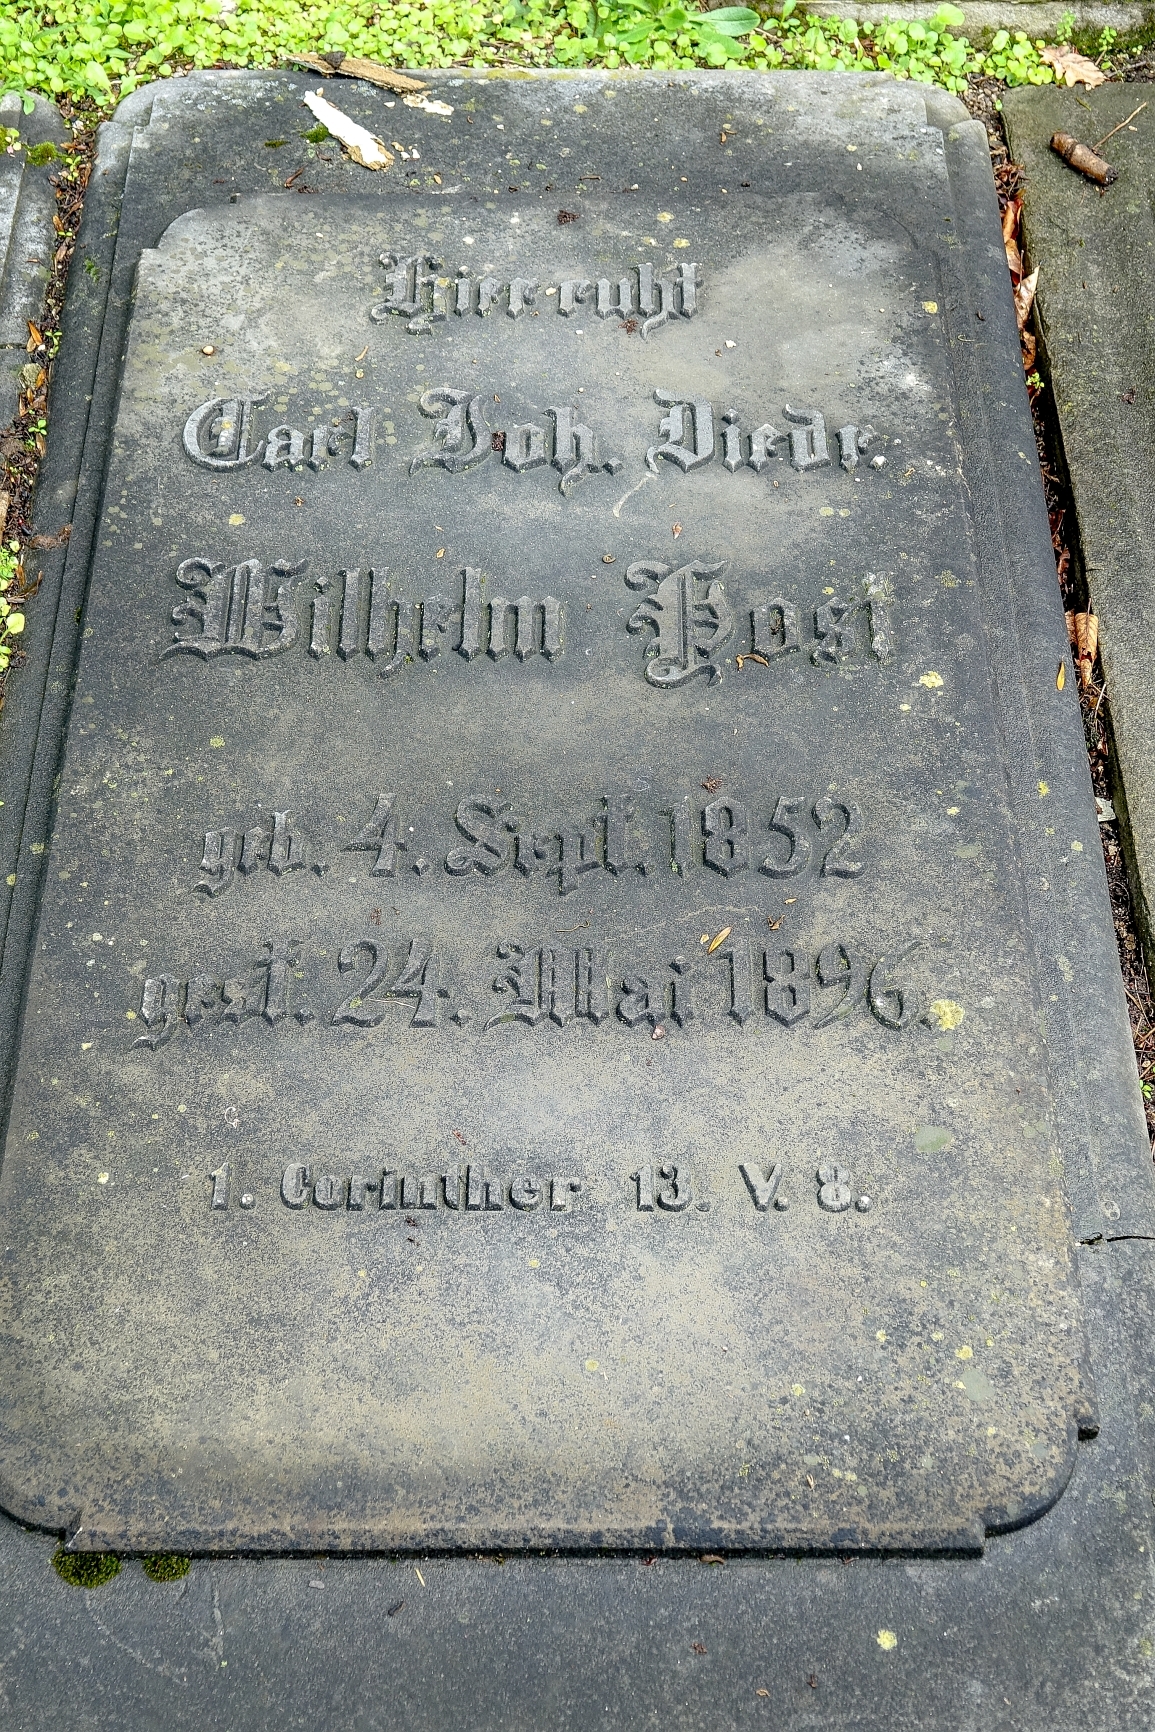 Hier ruht
Carl Joh. Diedr.
Wilhelm Post
geb. 4. Sept. 1852
gest. 24. Mai 1896.
1. Corinther 13. V. 8.